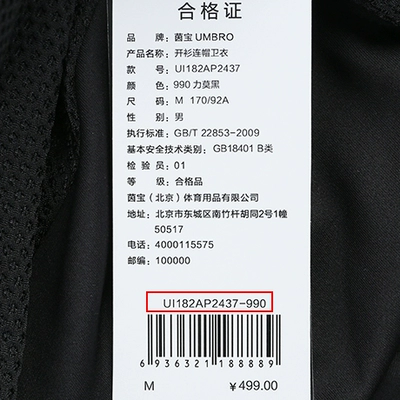 合格证
品牌：茵宝 UMBRO
产品名称：开衫连帽卫衣
款号：UI182AP2437
颜色：990 力莫黑
尺码：M 170/92A
性别：男
执行标准：GB/T 22853-2009
基本安全技术类别：GB18401 B类
检验员：01
等级：合格品
茵宝（北京）体育用品有限公司
地址：北京市东城区南竹杆胡同2号1幢
50517
电话：4000115575
邮编：100000
UI182AP2437-990
6 936321 188889
M ¥499.00